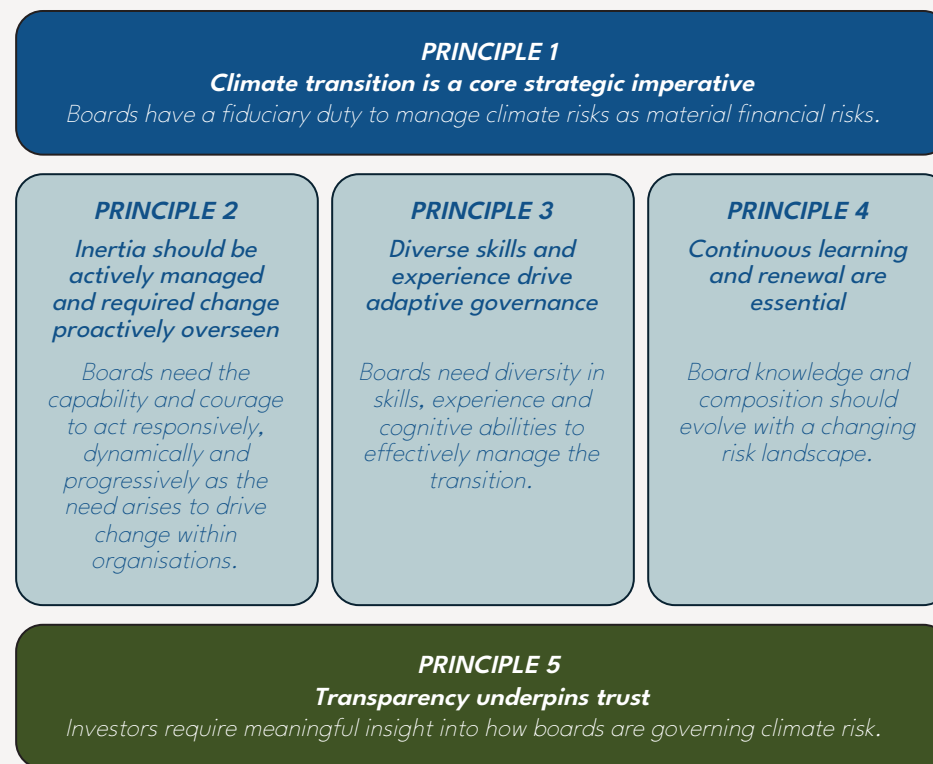 PRINCIPLE 1
Climate transition is a core strategic imperative
Boards have a fiduciary duty to manage climate risks as material financial risks.
PRINCIPLE 2
Inertia should be
actively managed
and required change
proactively overseen
Boards need the
capability and courage
to act responsively,
dynamically and
progressively as the
need arises to drive
change within
organisations.
PRINCIPLE 3
Diverse skills and
experience drive
adaptive governance
Boards need diversity in
skills, experience and
cognitive abilities to
effectively manage the
transition.
PRINCIPLE 4
Continuous learning
and renewal are
essential
Board knowledge and
composition should
evolve with a changing
risk landscape.
PRINCIPLE 5
Transparency underpins trust
Investors require meaningful insight into how boards are governing climate risk.